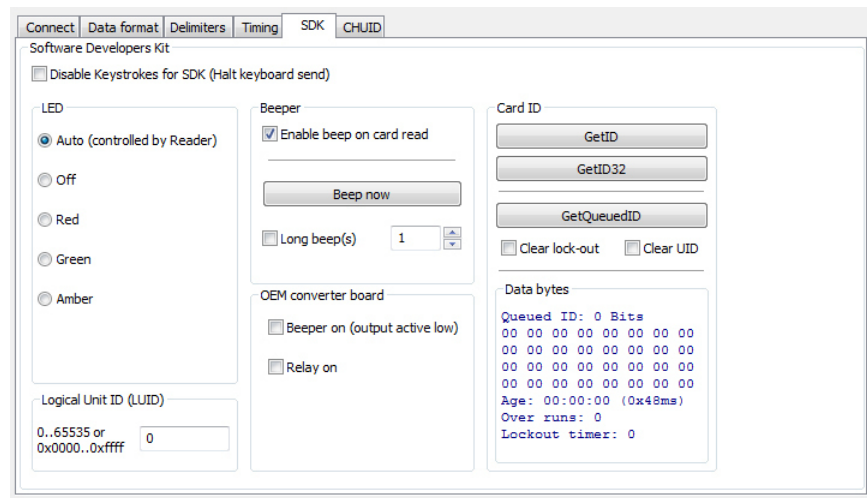 Connect Data format Delimiters Timing SDK CHUID
Software Developers Kit
Disable Keystrokes for SDK (Halt keyboard send)
LED
Auto (controlled by Reader)
Off
Red
Green
Amber
Logical Unit ID (LUID)
0..65535 or
0x0000..0xffff
0
Beeper
Enable beep on card read
Beep now
Long beep(s) 1
OEM converter board
Beeper on (output active low)
Relay on
Card ID
GetID
GetID32
GetQueuedID
Clear lock-out Clear UID
Data bytes
Queued ID: 0 Bits
00 00 00 00 00 00 00 00
00 00 00 00 00 00 00 00
00 00 00 00 00 00 00 00
00 00 00 00 00 00 00 00
Age: 00:00:00 (0x48ms)
Over runs: 0
Lockout timer: 0